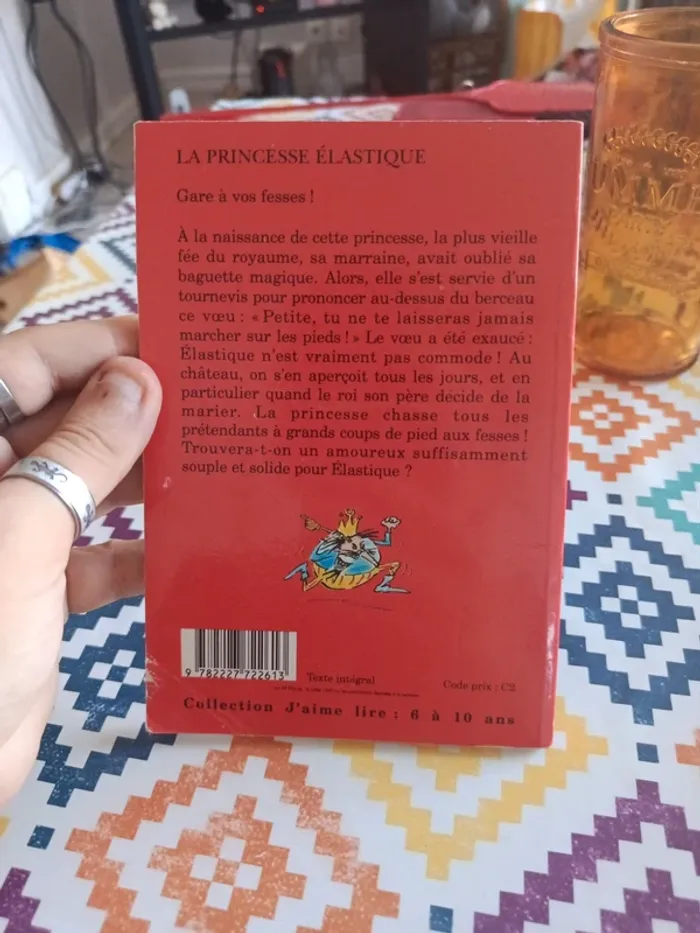 LA PRINCESSE ÉLASTIQUE
Gare à vos fesses !
À la naissance de cette princesse, la plus vieille
fée du royaume, sa marraine, avait oublié sa
baguette magique. Alors, elle s'est servie d'un
tournevis pour prononcer au-dessus du berceau
ce vœu : « Petite, tu ne te laisseras jamais
marcher sur les pieds ! » Le vœu a été exaucé :
Élastique n'est vraiment pas commode ! Au
château, on s'en aperçoit tous les jours, et en
particulier quand le roi son père décide de la
marier. La princesse chasse tous les
prétendants à grands coups de pied aux fesses !
Trouvera-t-on un amoureux suffisamment
souple et solide pour Élastique ?
9 782227 722613
Texte intégral
Code prix : C2
Collection J'aime lire : 6 à 10 ans